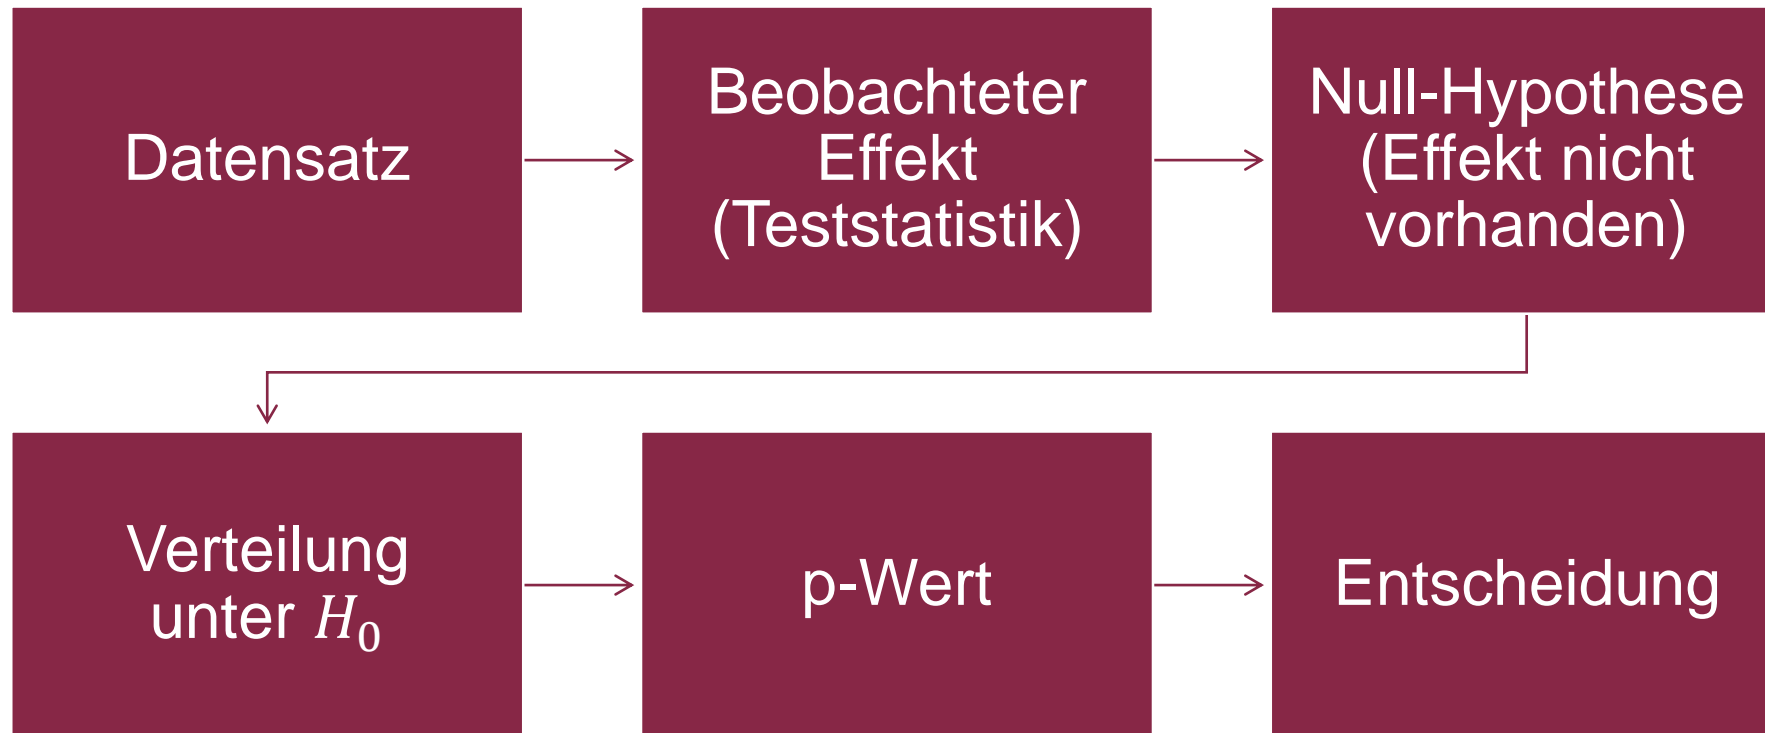 Datensatz
Beobachteter
Effekt
(Teststatistik)
Null-Hypothese
(Effekt nicht
vorhanden)
Verteilung
unter H₀
p-Wert
Entscheidung